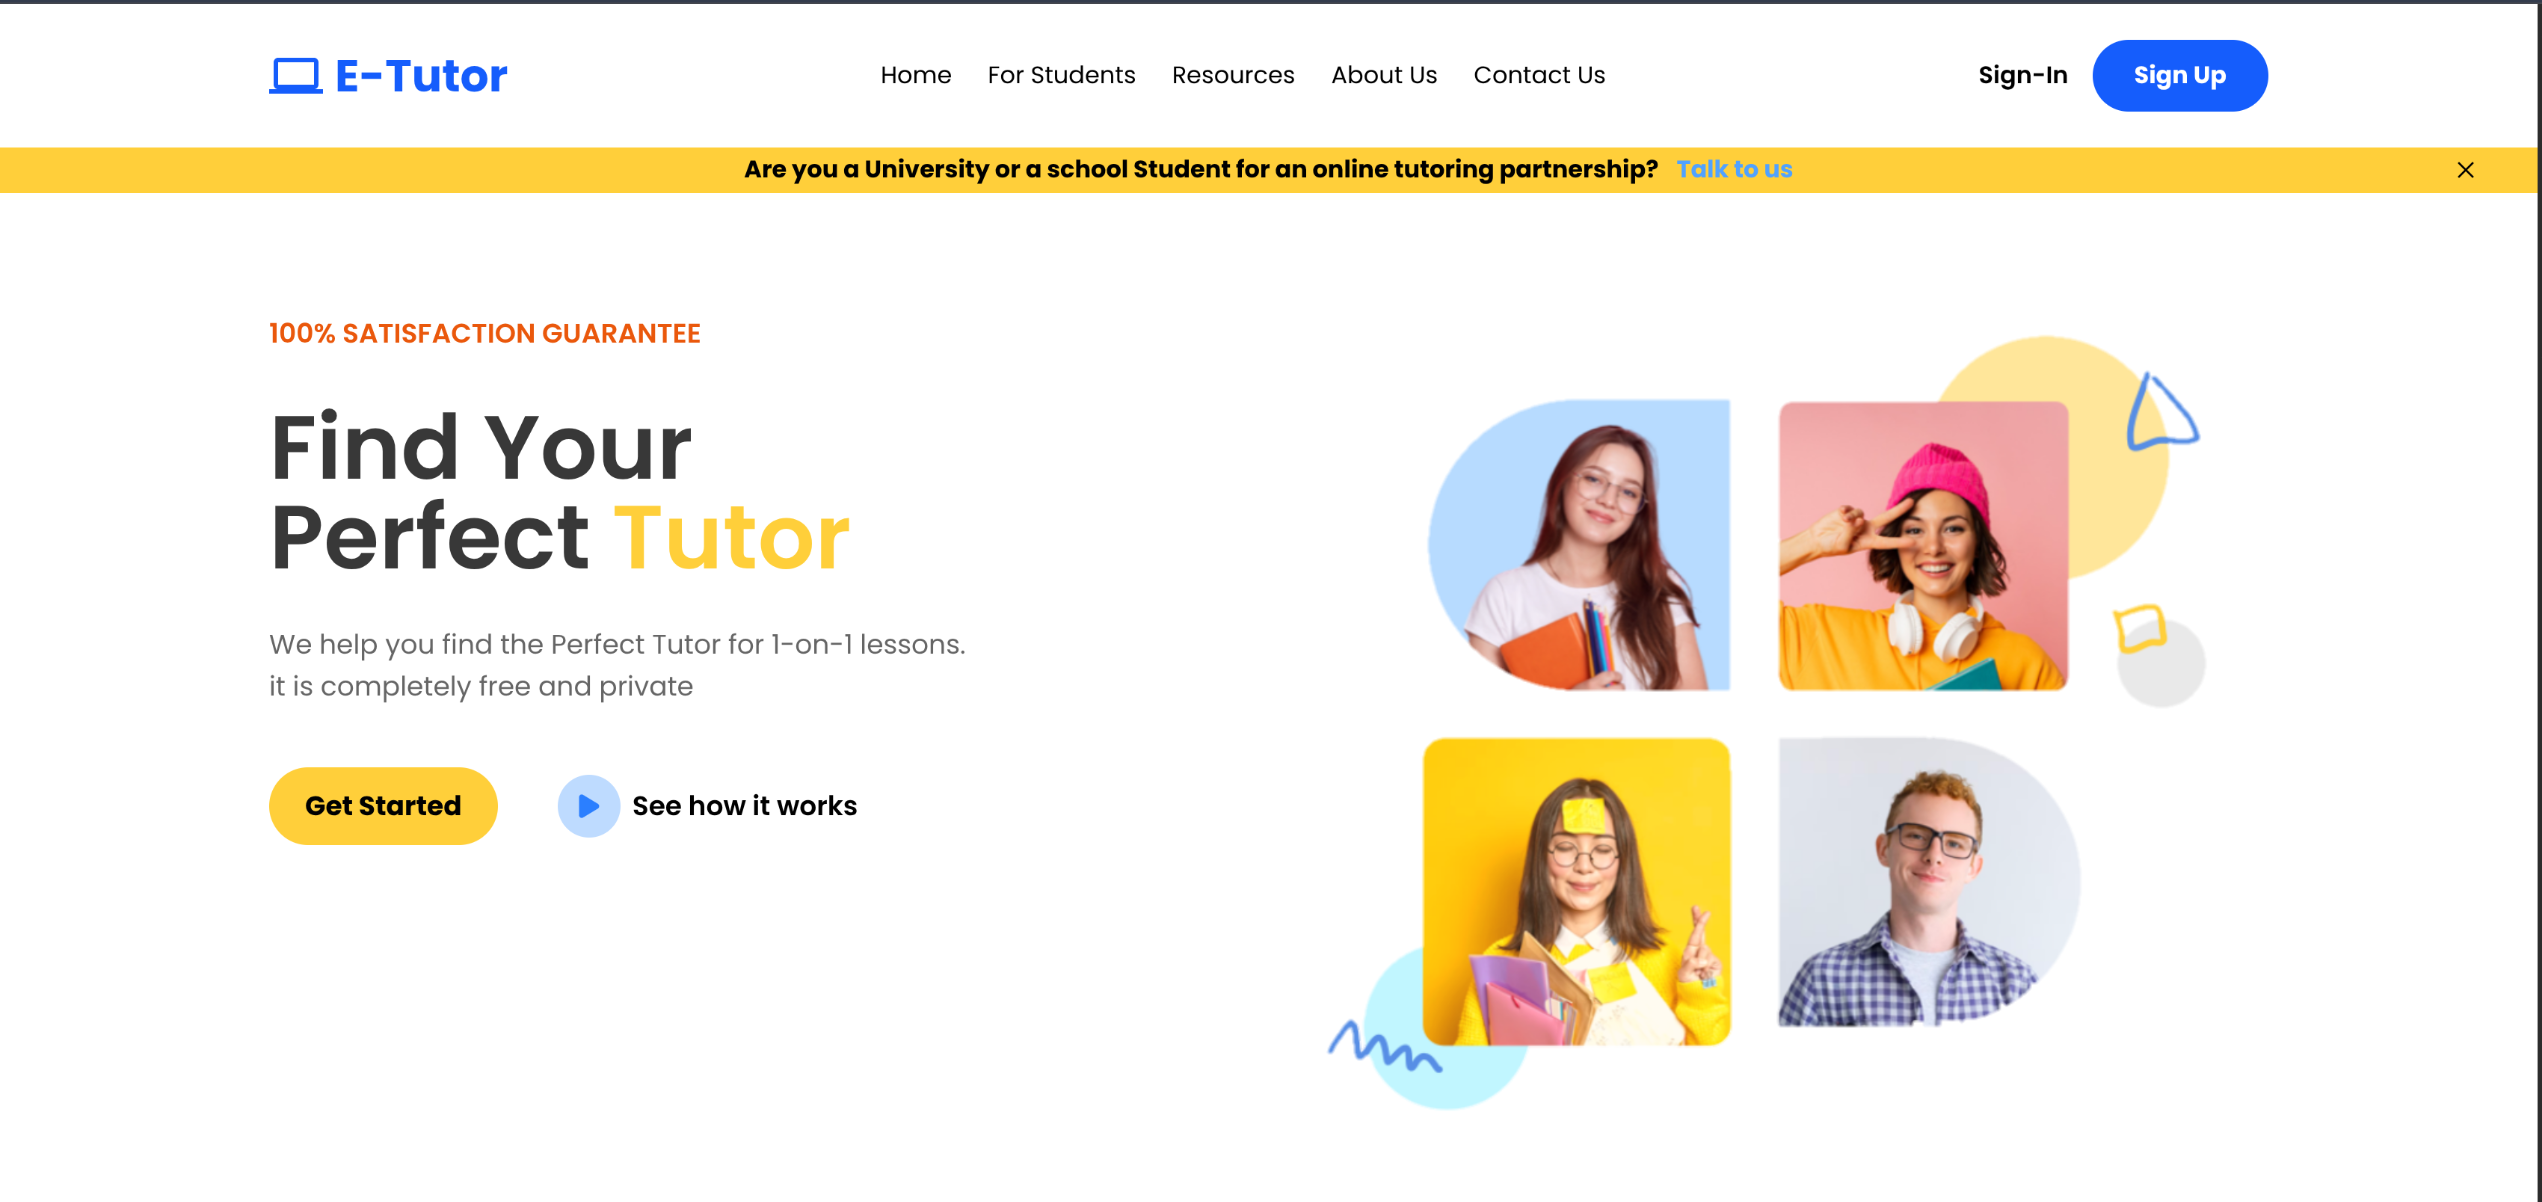 E-Tutor
Home For Students Resources About Us Contact Us
Sign-In Sign Up
Are you a University or a school Student for an online tutoring partnership? Talk to us
100% SATISFACTION GUARANTEE
Find Your
Perfect Tutor
We help you find the Perfect Tutor for 1-on-1 lessons.
it is completely free and private
Get Started
See how it works